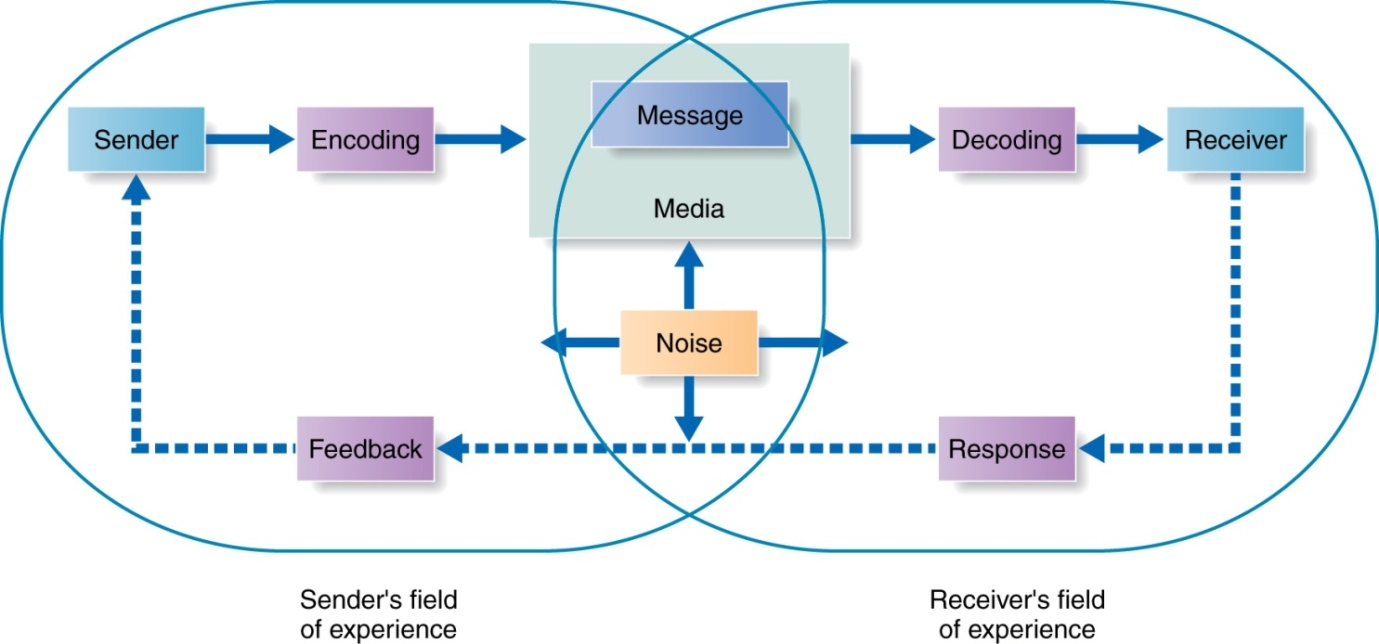 Sender
Encoding
Message
Media
Decoding
Receiver
Noise
Feedback
Response
Sender's field
of experience
Receiver's field
of experience